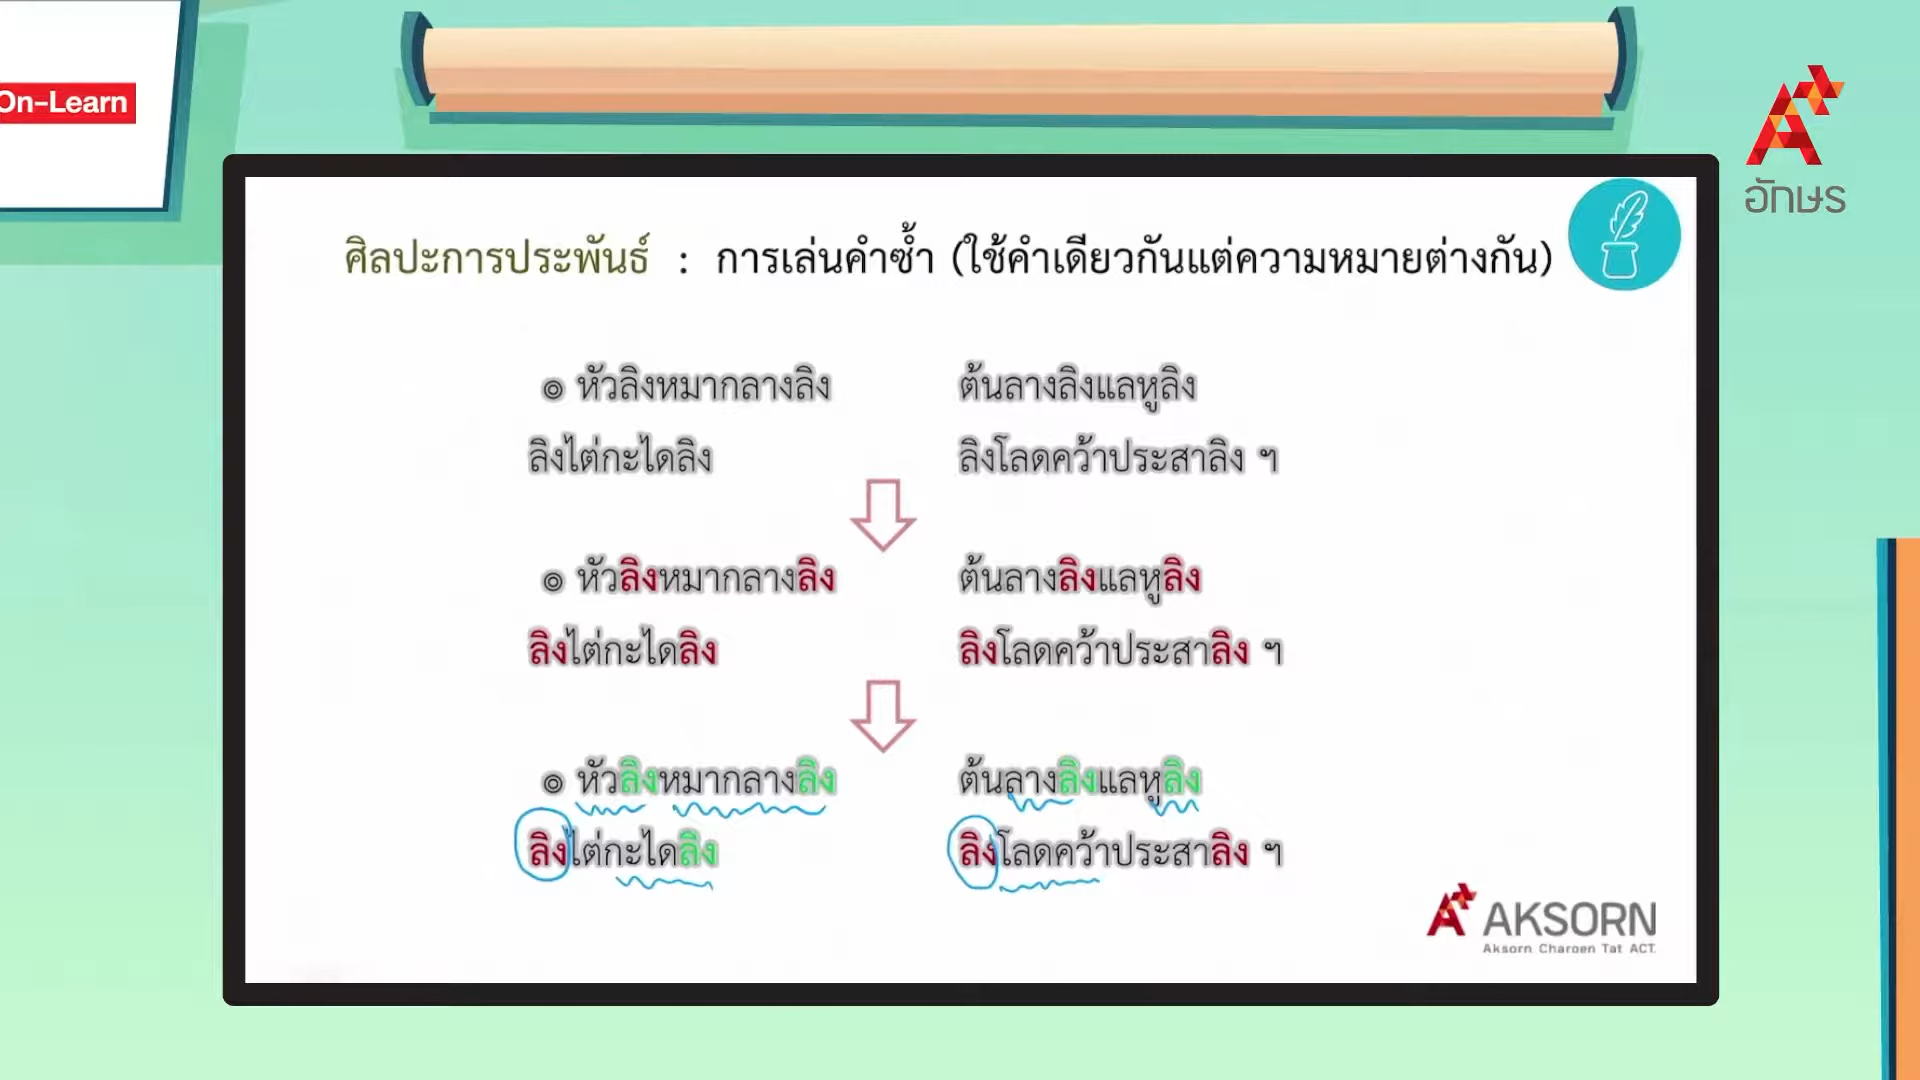 On-Learn
อักษร
ศิลปะการประพันธ์ : การเล่นคำซ้ำ (ใช้คำเดียวกันแต่ความหมายต่างกัน)
๏ หัวลิงหมากลางลิง ต้นลางลิงแลหูลิง
ลิงไต่กะไดลิง ลิงโลดคว้าประสาลิง ฯ
๏ หัวลิงหมากลางลิง ต้นลางลิงแลหูลิง
ลิงไต่กะไดลิง ลิงโลดคว้าประสาลิง ฯ
๏ หัวลิงหมากลางลิง ต้นลางลิงแลหูลิง
ลิงไต่กะไดลิง ลิงโลดคว้าประสาลิง ฯ
AKSORN
Aksorn Charoen Tat ACT.